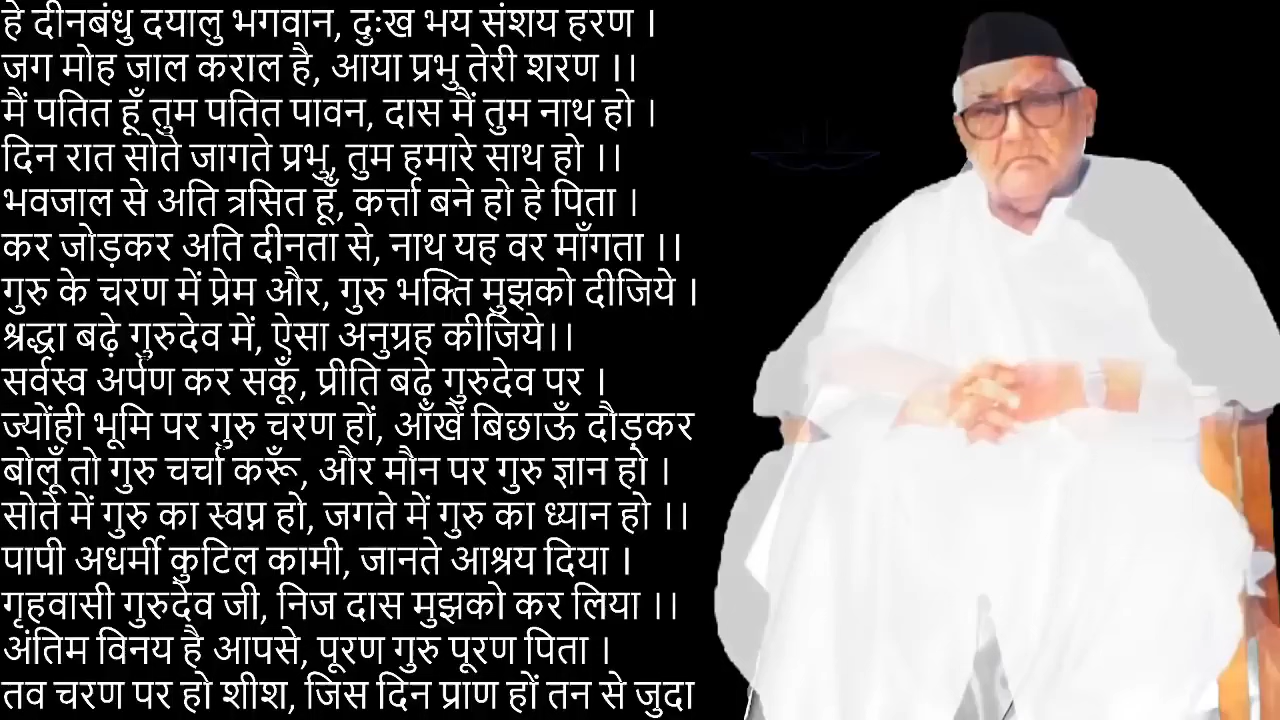 हे दीनबंधु दयालु भगवान, दुःख भय संशय हरण ।
जग मोह जाल कराल है, आया प्रभु तेरी शरण ।।
मैं पतित हूँ तुम पतित पावन, दास मैं तुम नाथ हो ।
दिन रात सोते जागते प्रभु, तुम हमारे साथ हो ।।
भवजाल से अति त्रसित हूँ, कर्त्ता बने हो हे पिता ।
कर जोड़कर अति दीनता से, नाथ यह वर माँगता ।।
गुरु के चरण में प्रेम और, गुरु भक्ति मुझको दीजिये ।
श्रद्धा बढ़े गुरुदेव में, ऐसा अनुग्रह कीजिये।।
सर्वस्व अर्पण कर सकूँ, प्रीति बढ़े गुरुदेव पर ।
ज्योंही भूमि पर गुरु चरण हों, आँखें बिछाऊँ दौड़कर
बोलूँ तो गुरु चर्चा करूँ, और मौन पर गुरु ज्ञान हो ।
सोते में गुरु का स्वप्न हो, जगते में गुरु का ध्यान हो ।।
पापी अधर्मी कुटिल कामी, जानते आश्रय दिया ।
गृहवासी गुरुदेव जी, निज दास मुझको कर लिया ।।
अंतिम विनय है आपसे, पूरण गुरु पूरण पिता ।
तव चरण पर हो शीश, जिस दिन प्राण हों तन से जुदा